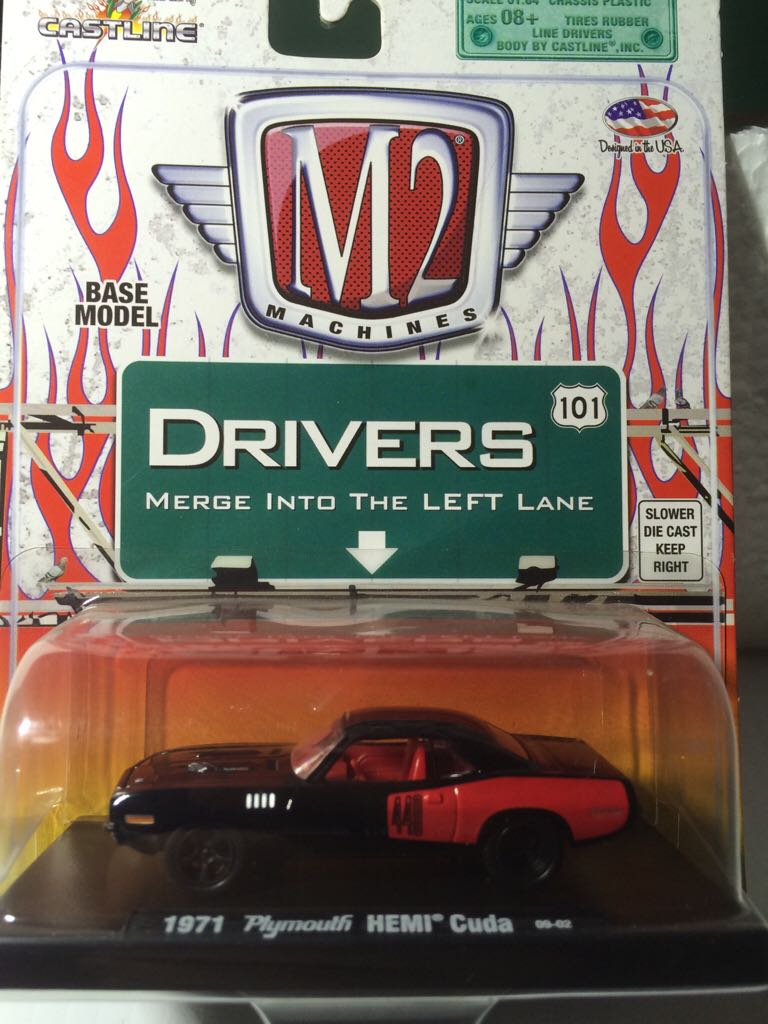 CASTLINE®
SCALE 01:64 CHASSIS PLASTIC
AGES 08+ TIRES RUBBER
LINE DRIVERS
BODY BY CASTLINE®, INC.
M2®
MACHINES
Designed in the U.S.A.
BASE
MODEL
101
DRIVERS
MERGE INTO THE LEFT LANE
SLOWER
DIE CAST
KEEP
RIGHT
440
1971 Plymouth HEMI® Cuda 09-02